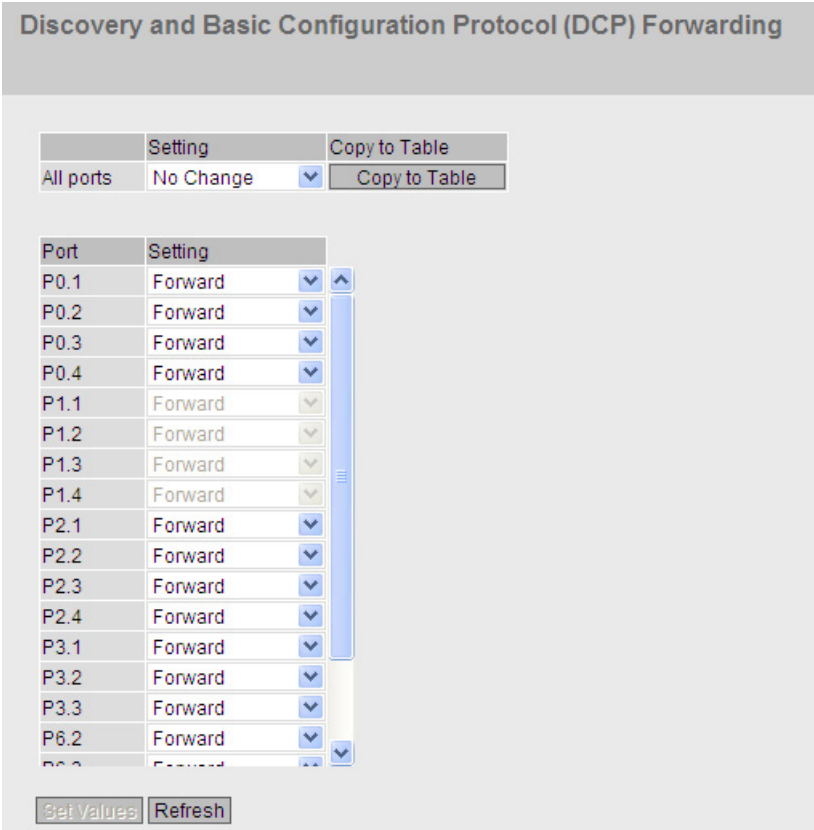 Discovery and Basic Configuration Protocol (DCP) Forwarding
Setting Copy to Table
All ports No Change Copy to Table
Port Setting
P0.1 Forward
P0.2 Forward
P0.3 Forward
P0.4 Forward
P1.1 Forward
P1.2 Forward
P1.3 Forward
P1.4 Forward
P2.1 Forward
P2.2 Forward
P2.3 Forward
P2.4 Forward
P3.1 Forward
P3.2 Forward
P3.3 Forward
P6.2 Forward
Set Values Refresh